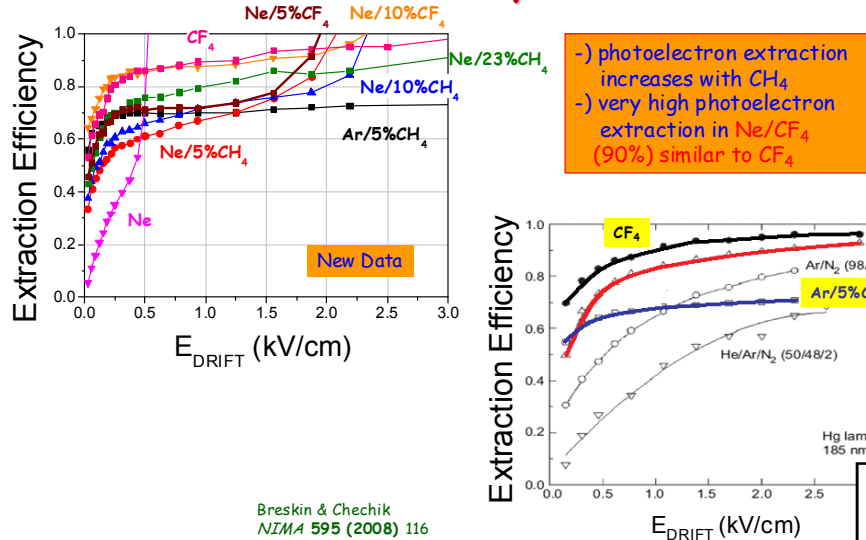 Ne/5%CF4
Ne/10%CF4
CF4
Ne/23%CH4
Ne/10%CH4
Ar/5%CH4
Ne/5%CH4
Ne
New Data
Extraction Efficiency
1.0
0.8
0.6
0.4
0.2
0.0
0.0 0.5 1.0 1.5 2.0 2.5 3.0
EDRIFT (kV/cm)
-) photoelectron extraction
increases with CH4
-) very high photoelectron
extraction in Ne/CF4
(90%) similar to CF4
Extraction Efficiency
1.0
0.8
0.6
0.4
0.2
0.0
CF4
Ar/N2 (98/
Ar/5%C
He/Ar/N2 (50/48/2)
Hg lam
185 nm
0.0 0.5 1.0 1.5 2.0 2.5
EDRIFT (kV/cm)
Breskin & Chechik
NIMA 595 (2008) 116